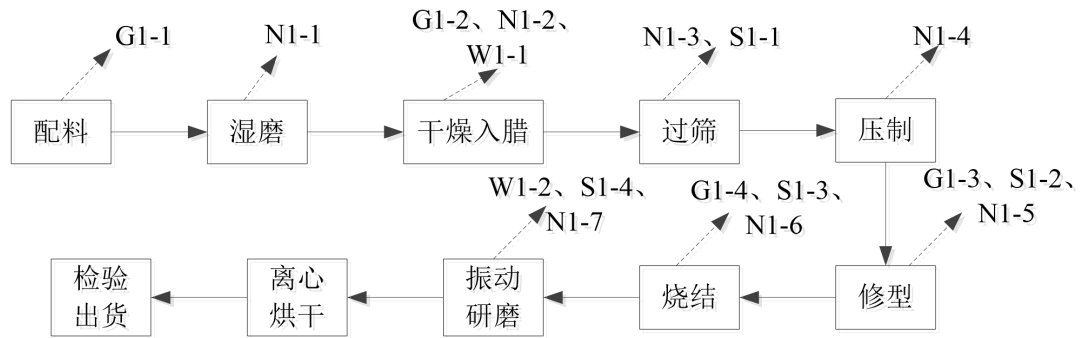 G1-1
N1-1
G1-2、N1-2、
W1-1
N1-3、S1-1
N1-4
配料
湿磨
干燥入腊
过筛
压制
W1-2、S1-4、
N1-7
G1-4、S1-3、
N1-6
G1-3、S1-2、
N1-5
检验
出货
离心
烘干
振动
研磨
烧结
修型